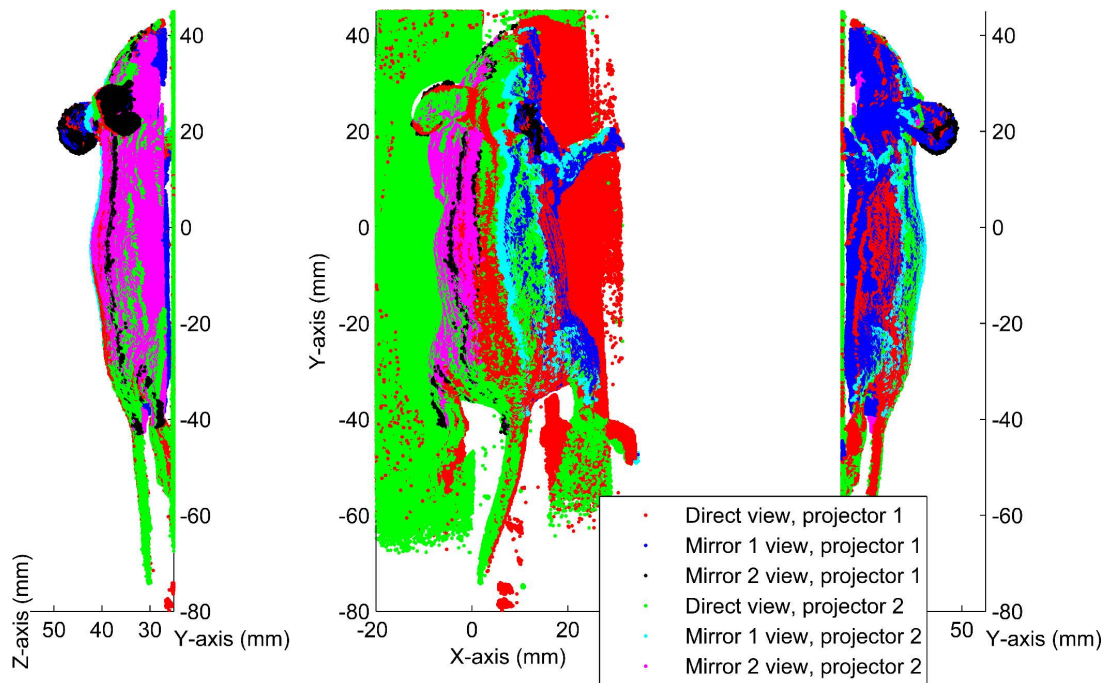 40
20
0
-20
-40
-60
-80
50 40 30
Z-axis (mm)
Y-axis (mm)
40
20
0
-20
-40
-60
-80
Y-axis (mm)
-20 0 20
X-axis (mm)
40
20
0
-20
-40
-60
-80
50
Y-axis (mm)
Direct view, projector 1
Mirror 1 view, projector 1
Mirror 2 view, projector 1
Direct view, projector 2
Mirror 1 view, projector 2
Mirror 2 view, projector 2